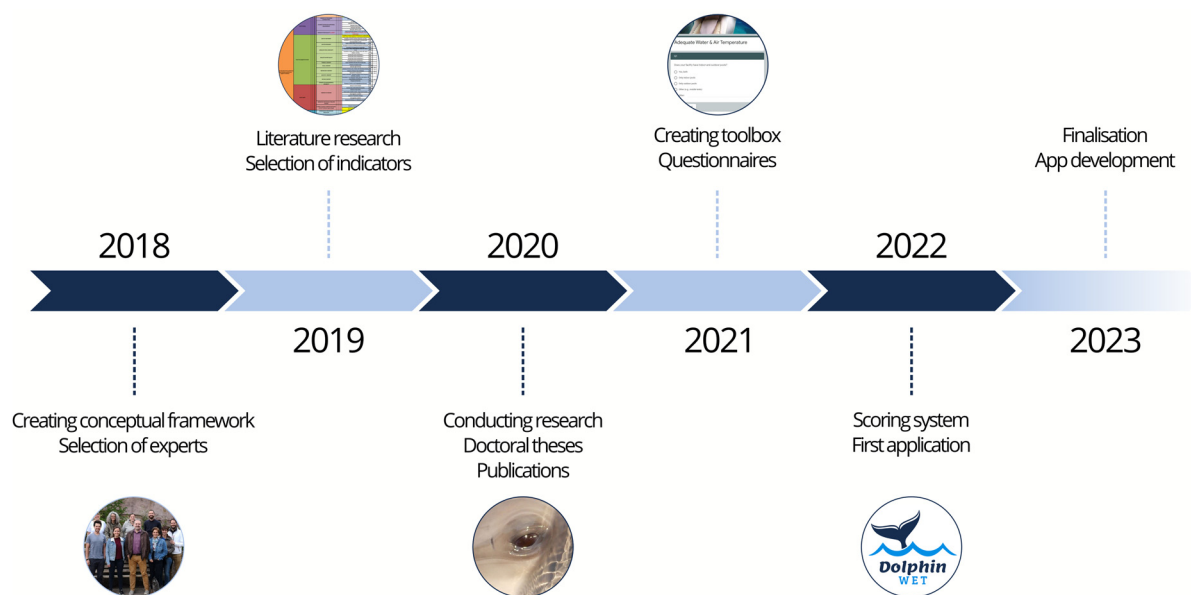 2018
Creating conceptual framework
Selection of experts
Literature research
Selection of indicators
2019
2020
Conducting research
Doctoral theses
Publications
Adequate Water & Air Temperature
Creating toolbox
Questionnaires
2021
2022
Scoring system
First application
Dolphin
WET
Finalisation
App development
2023